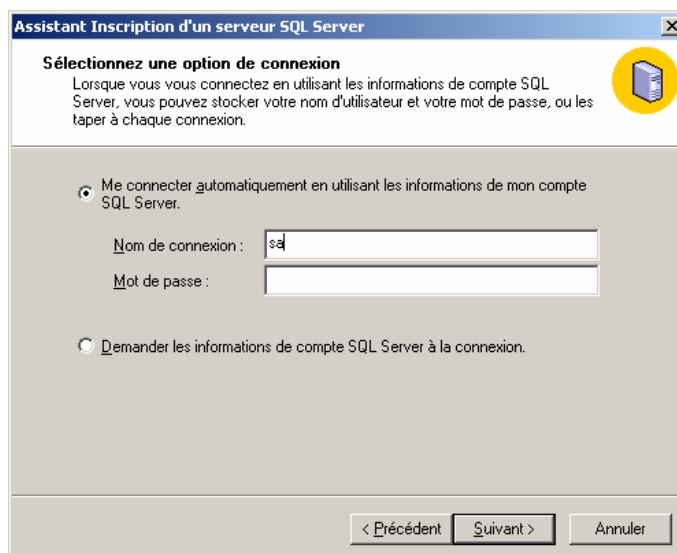 Assistant Inscription d'un serveur SQL Server
Sélectionnez une option de connexion
Lorsque vous vous connectez en utilisant les informations de compte SQL
Server, vous pouvez stocker votre nom d'utilisateur et votre mot de passe, ou les
taper à chaque connexion.
Me connecter automatiquement en utilisant les informations de mon compte
SQL Server.
Nom de connexion : sa
Mot de passe :
Demander les informations de compte SQL Server à la connexion.
< Précédent Suivant > Annuler